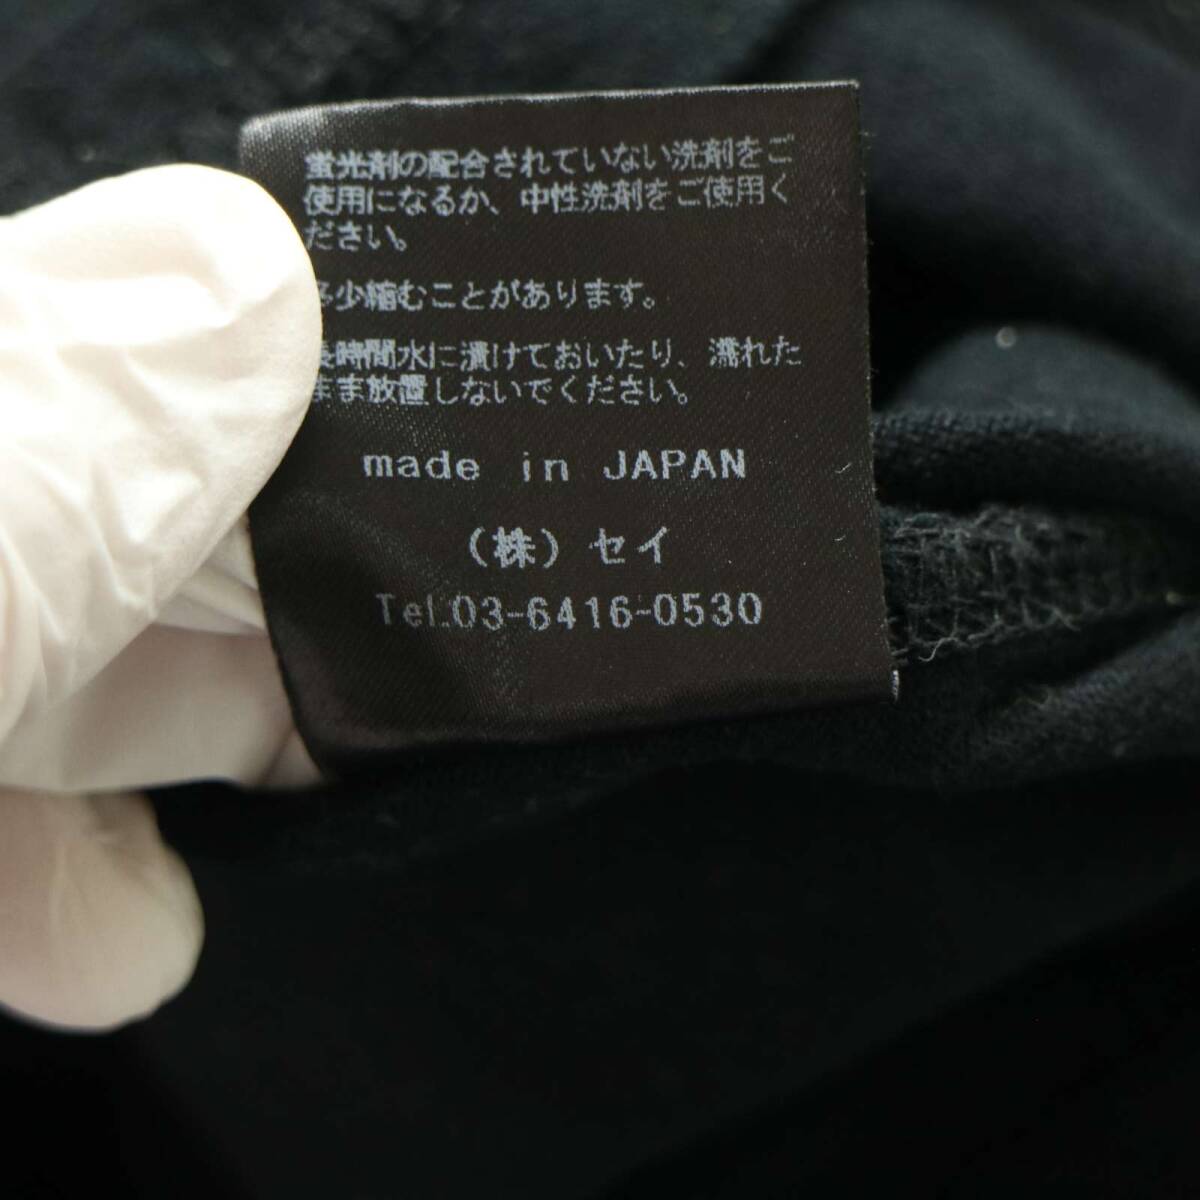 蛍光剤の配合されていない洗剤をご
使用になるか、中性洗剤をご使用く
ださい。
多少縮むことがあります。
長時間水に漬けておいたり、濡れた
まま放置しないでください。
made in JAPAN
（株）セイ
Tel.03-6416-0530